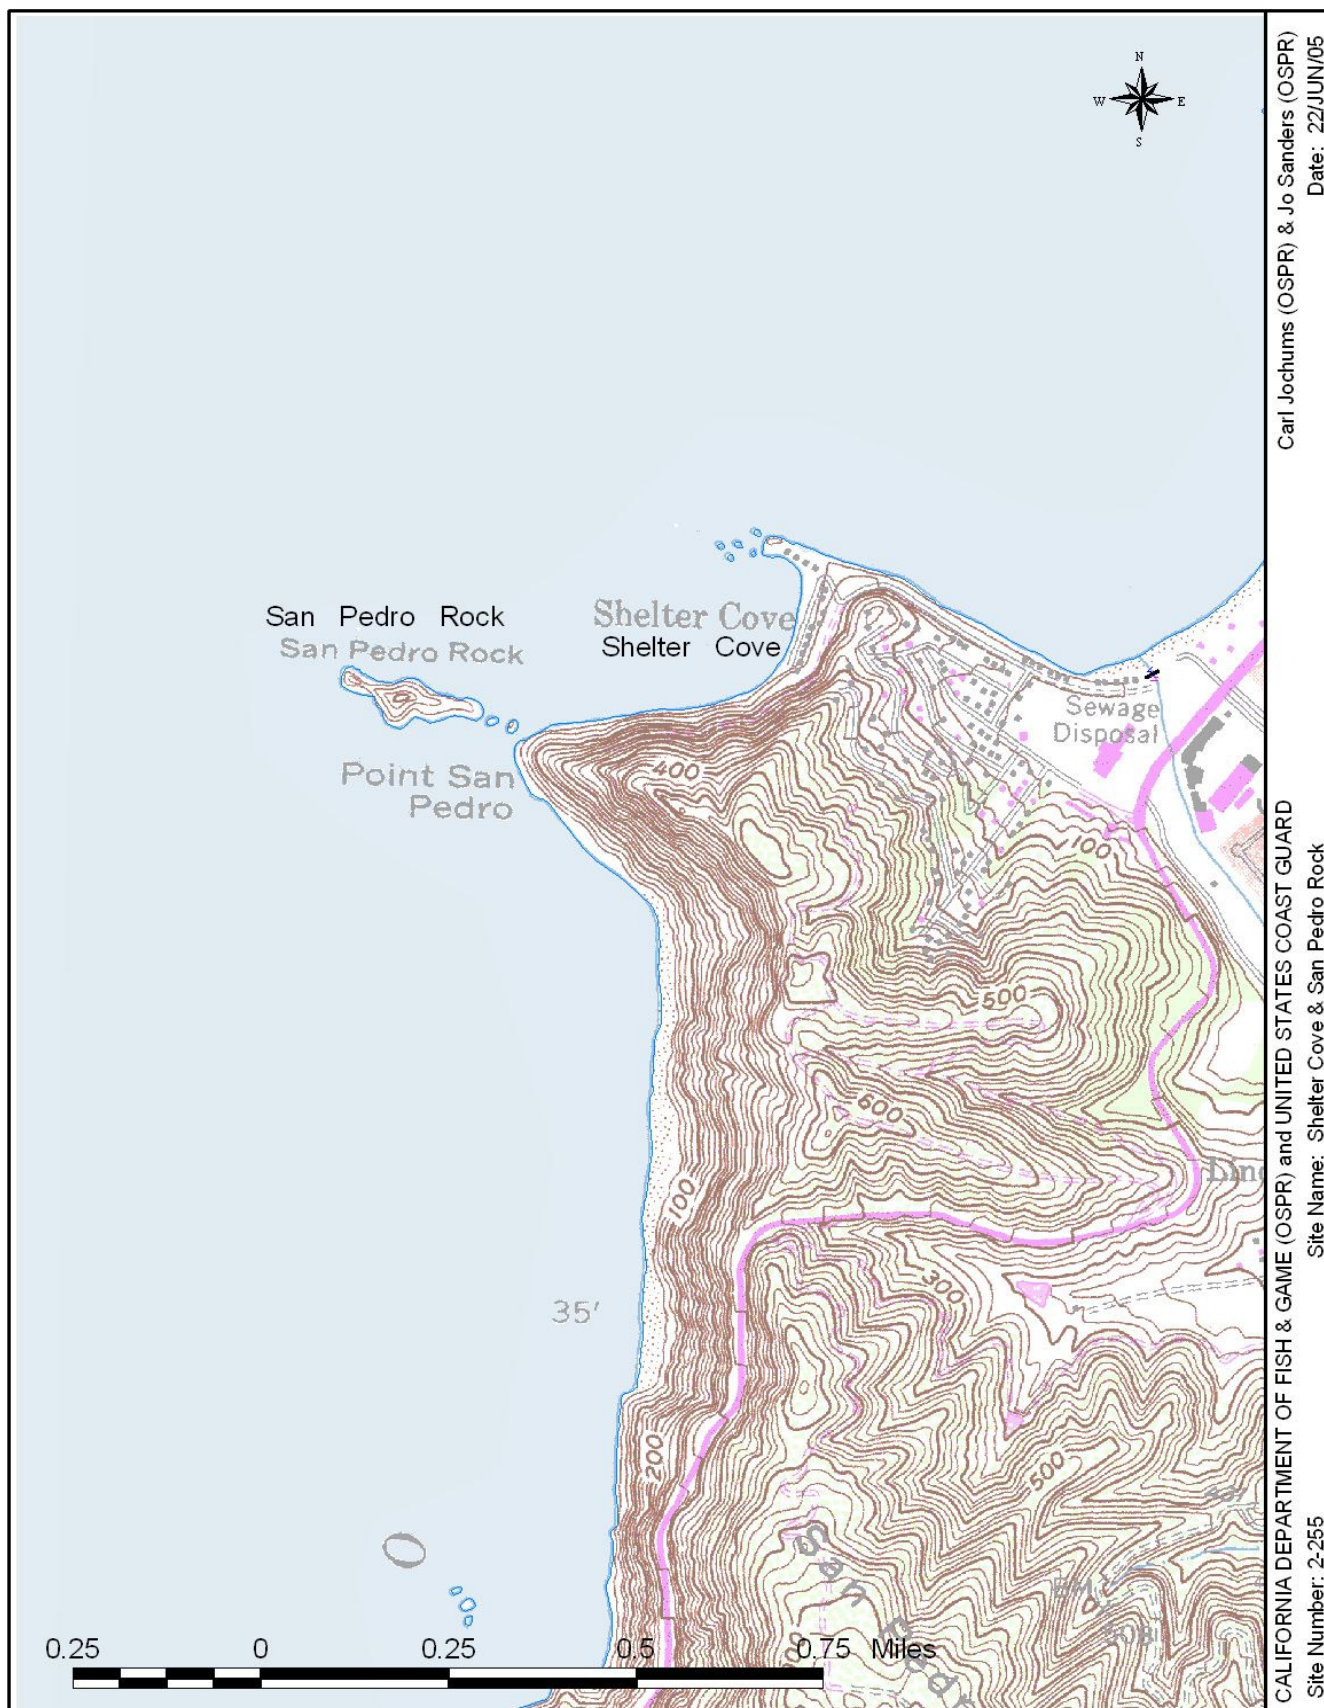 N
W E
S
San Pedro Rock
San Pedro Rock
Shelter Cove
Shelter Cove
Point San
Pedro
Sewage
Disposal
400
100
500
600
100
300
35'
200
500
San Pedr
BM
O
0.25 0 0.25 0.5 0.75 Miles
CALIFORNIA DEPARTMENT OF FISH & GAME (OSPR) and UNITED STATES COAST GUARD Carl Jochums (OSPR) & Jo Sanders (OSPR)
Site Number: 2-255 Site Name: Shelter Cove & San Pedro Rock Date: 22/JUN/05